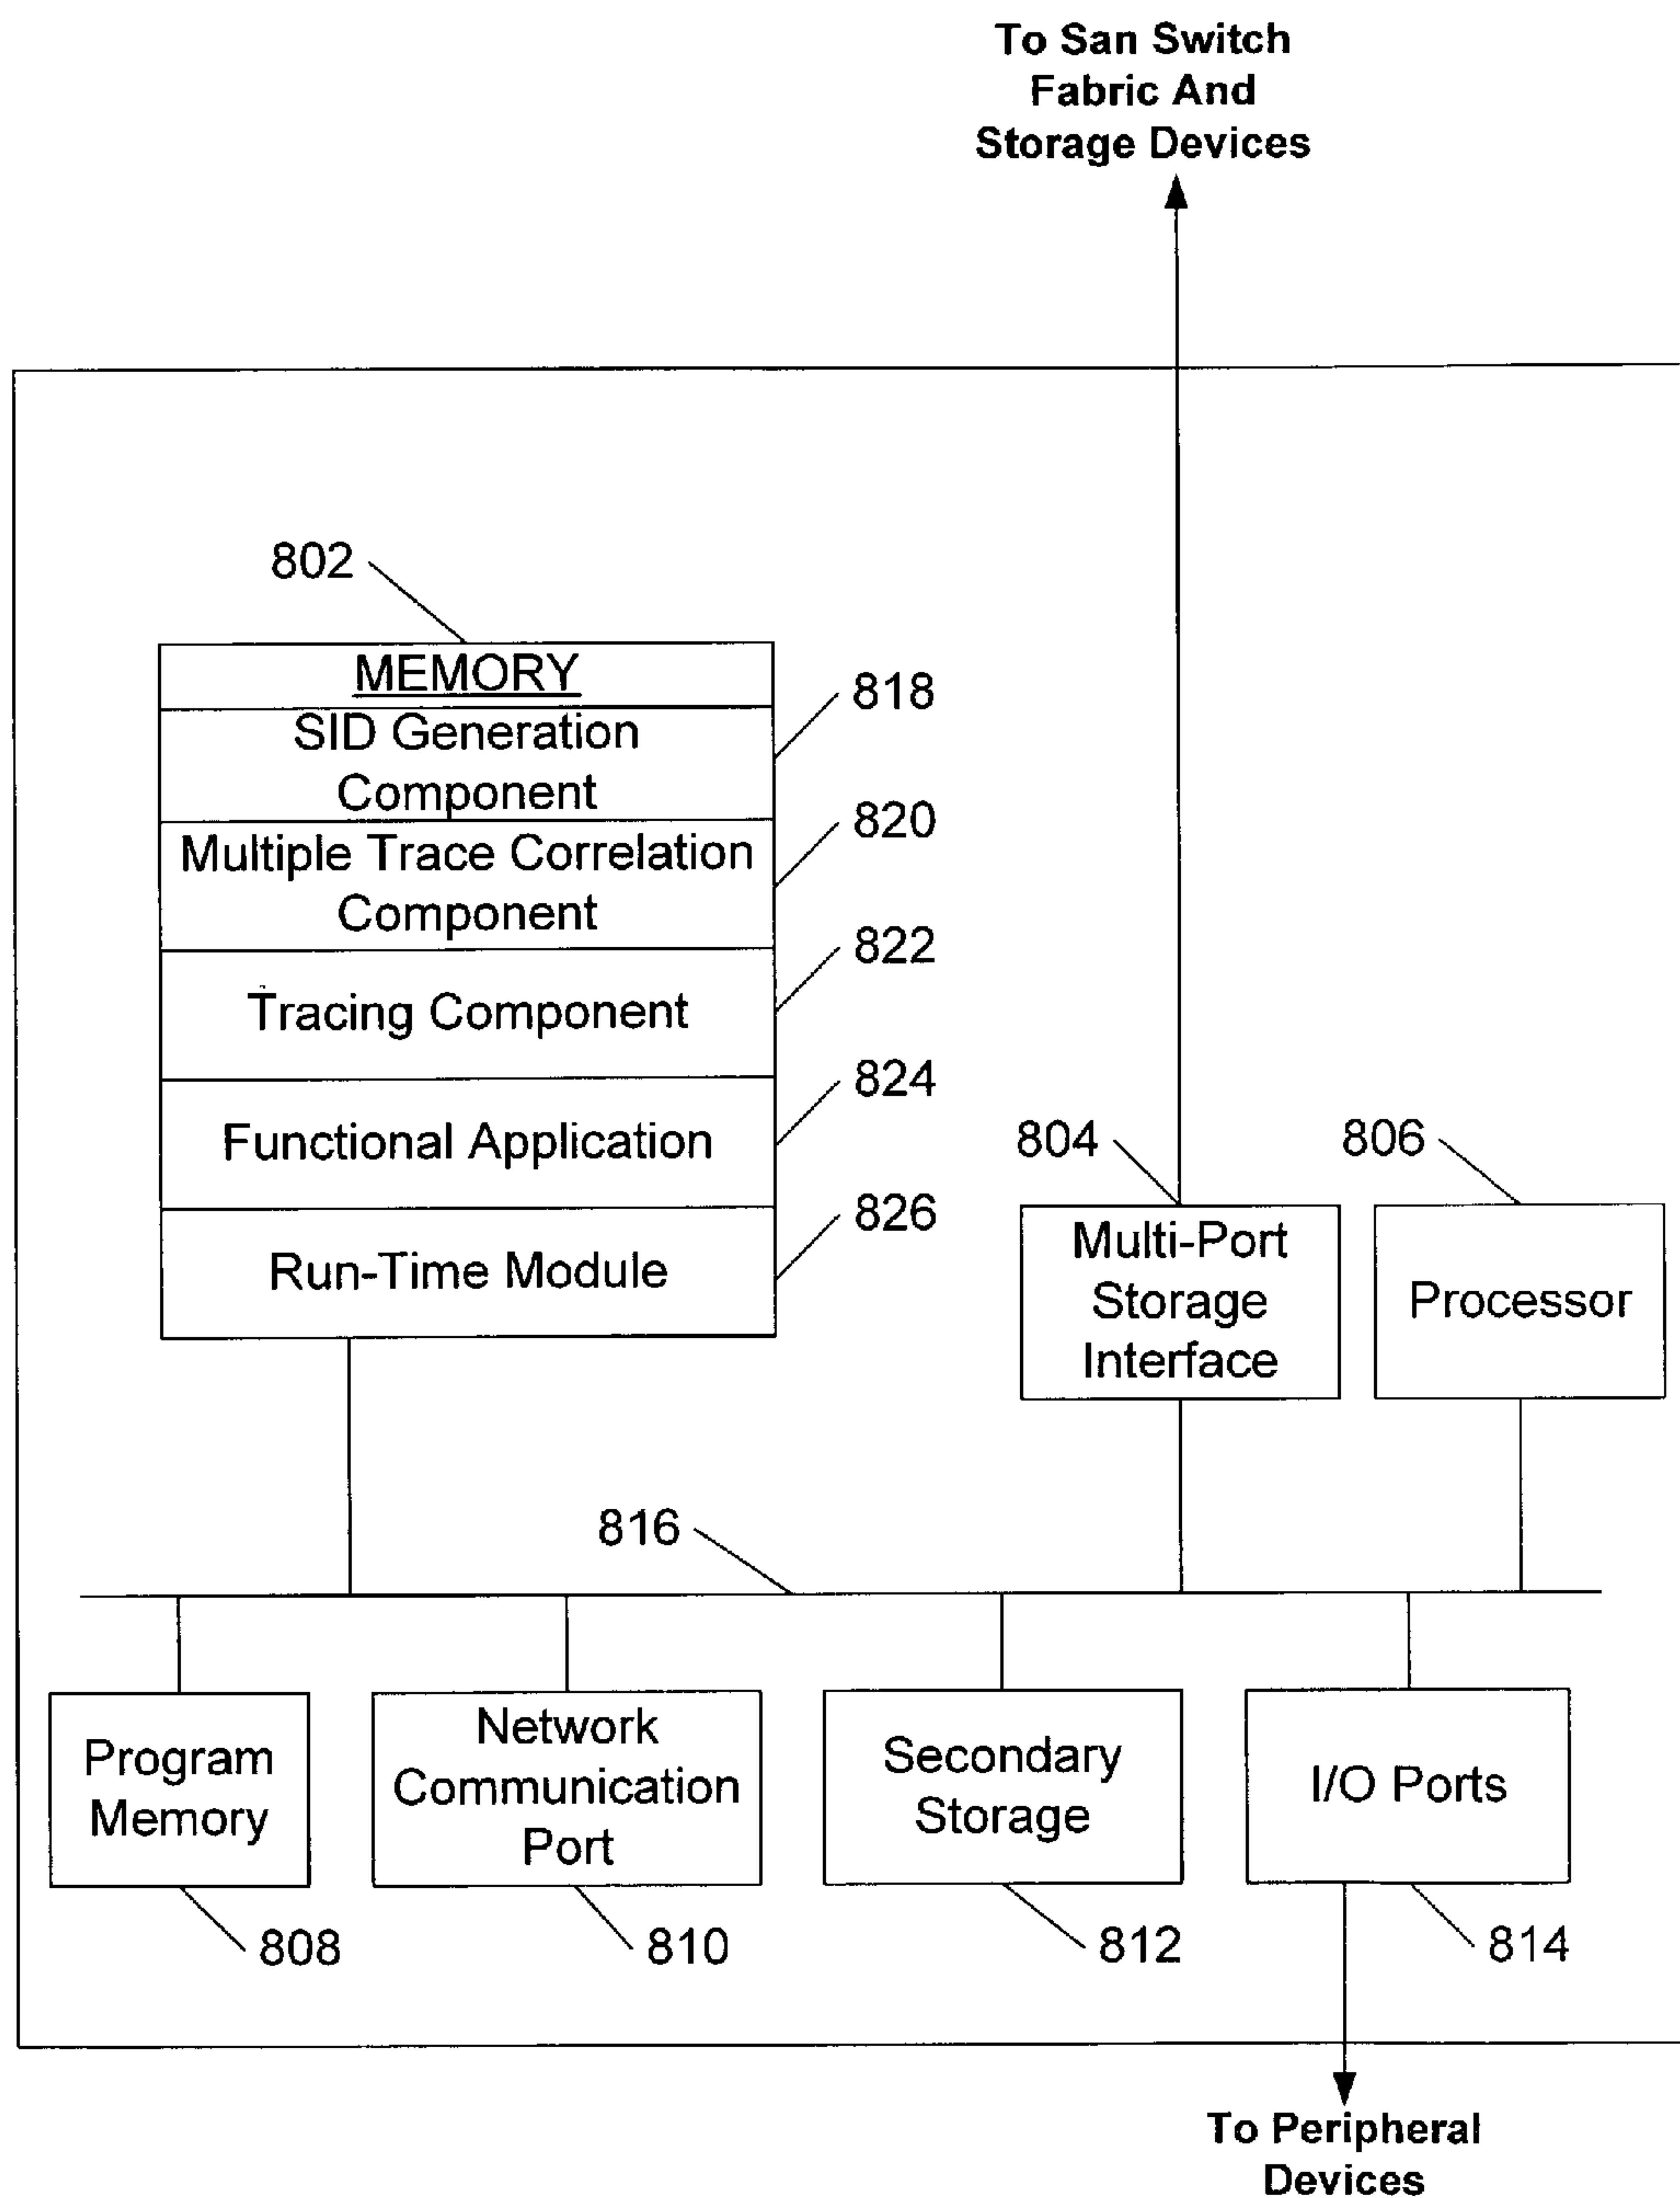 To San Switch
Fabric And
Storage Devices
802
MEMORY
SID Generation
Component
818
Multiple Trace Correlation
Component
820
Tracing Component
822
Functional Application
824
Run-Time Module
826
804
Multi-Port
Storage
Interface
806
Processor
816
Program
Memory
808
Network
Communication
Port
810
Secondary
Storage
812
I/O Ports
814
To Peripheral
Devices